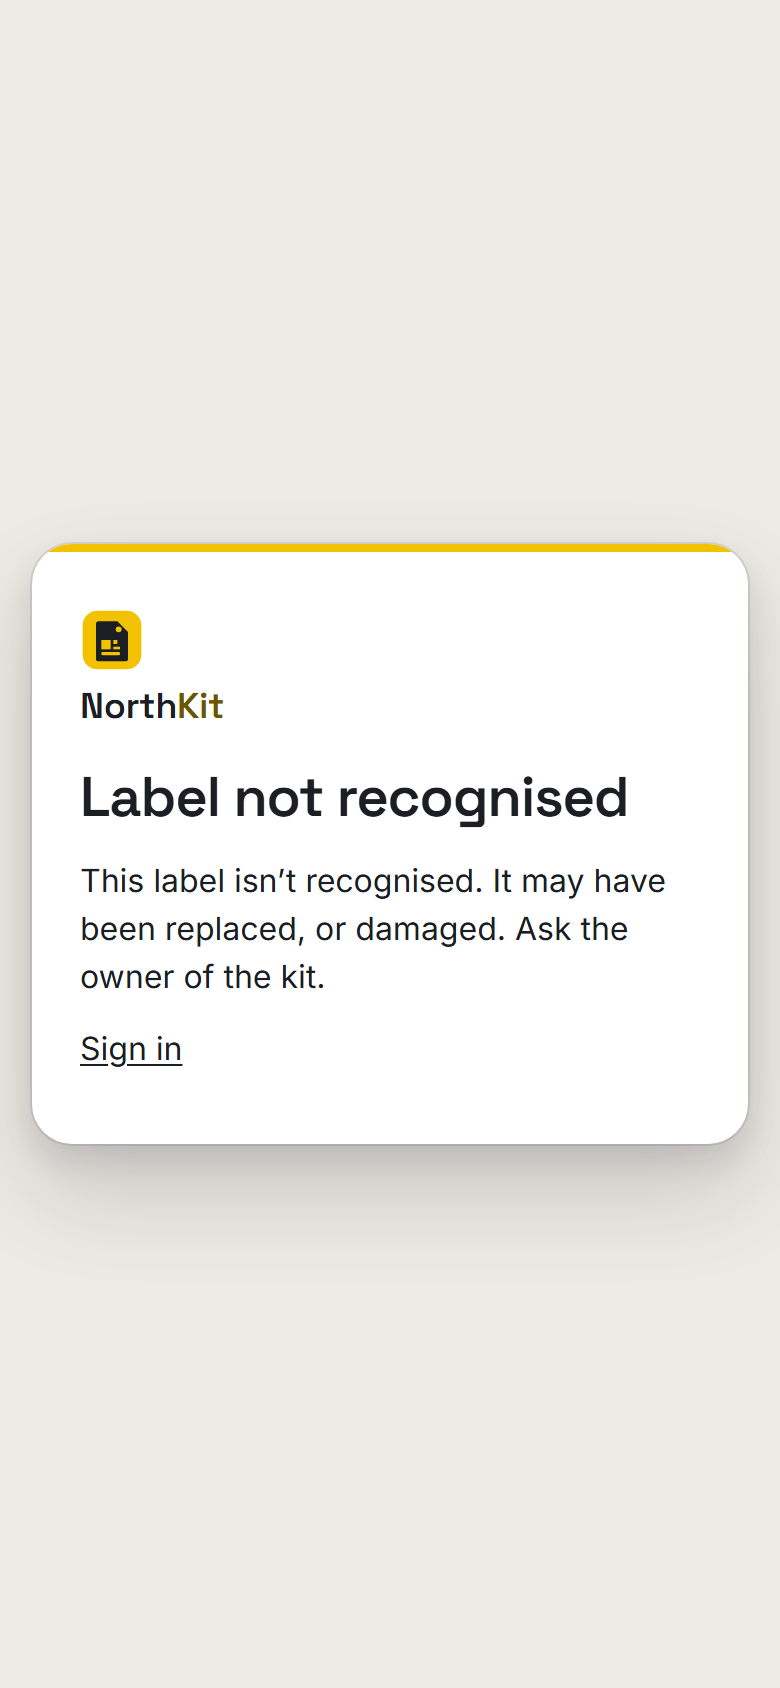 NorthKit
Label not recognised
This label isn’t recognised. It may have
been replaced, or damaged. Ask the
owner of the kit.
Sign in